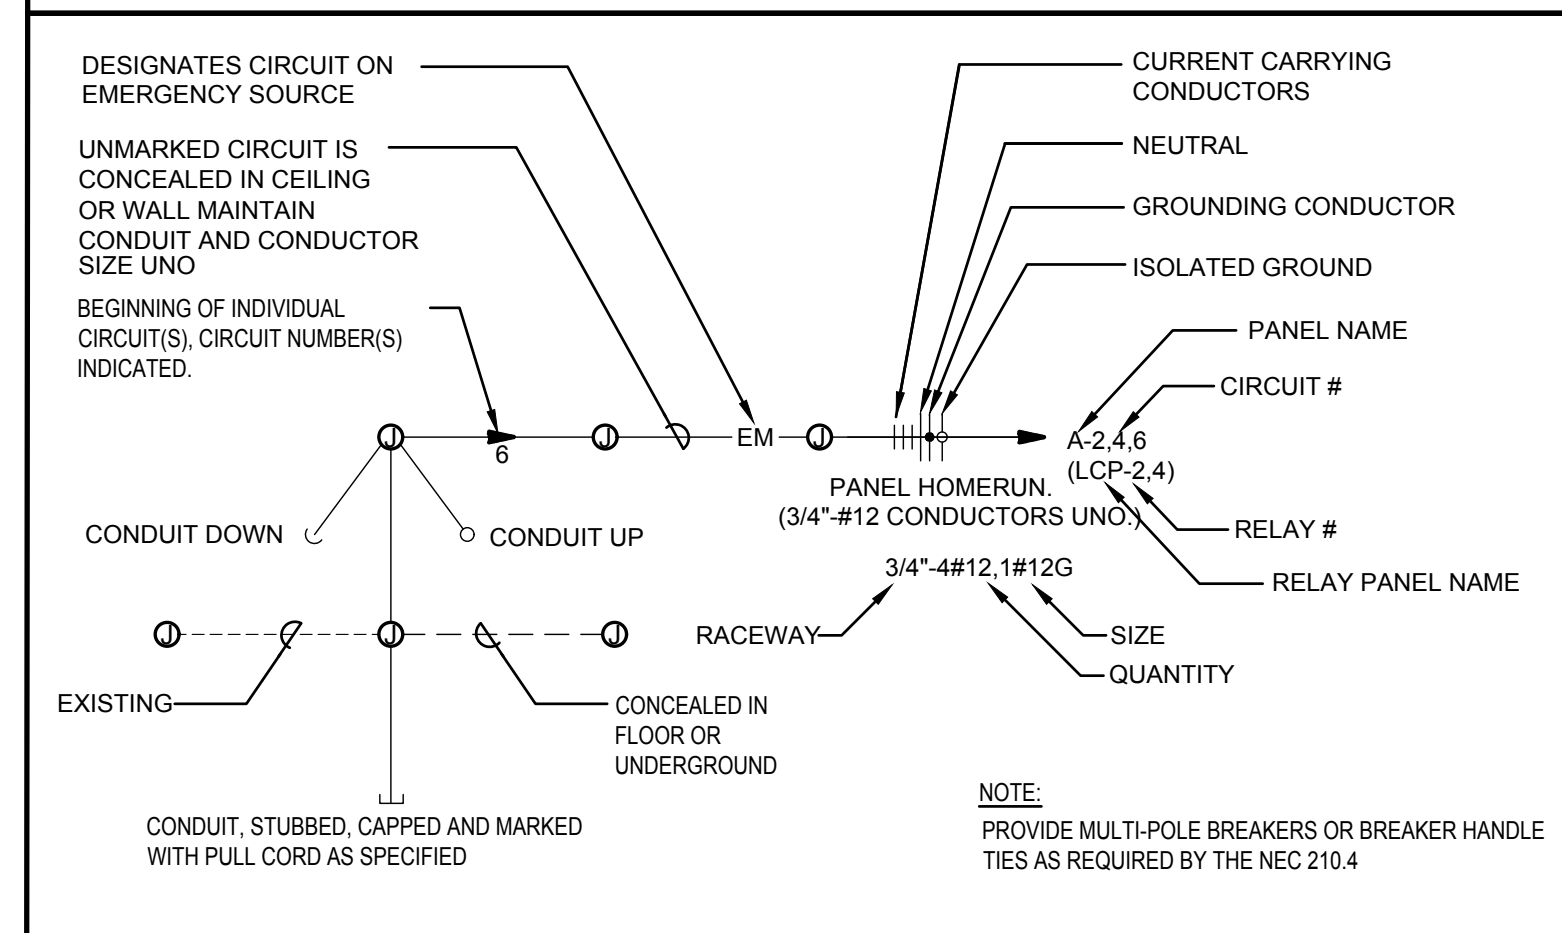 DESIGNATES CIRCUIT ON
EMERGENCY SOURCE
UNMARKED CIRCUIT IS
CONCEALED IN CEILING
OR WALL MAINTAIN
CONDUIT AND CONDUCTOR
SIZE UNO
BEGINNING OF INDIVIDUAL
CIRCUIT(S), CIRCUIT NUMBER(S)
INDICATED.
CURRENT CARRYING
CONDUCTORS
NEUTRAL
GROUNDING CONDUCTOR
ISOLATED GROUND
PANEL NAME
CIRCUIT #
J
6
J
EM
J
A-2,4,6
(LCP-2,4)
PANEL HOMERUN.
(3/4"-#12 CONDUCTORS UNO.)
RELAY #
RELAY PANEL NAME
CONDUIT DOWN
CONDUIT UP
3/4"-4#12,1#12G
RACEWAY
SIZE
QUANTITY
J
J
J
EXISTING
CONCEALED IN
FLOOR OR
UNDERGROUND
CONDUIT, STUBBED, CAPPED AND MARKED
WITH PULL CORD AS SPECIFIED
NOTE:
PROVIDE MULTI-POLE BREAKERS OR BREAKER HANDLE
TIES AS REQUIRED BY THE NEC 210.4